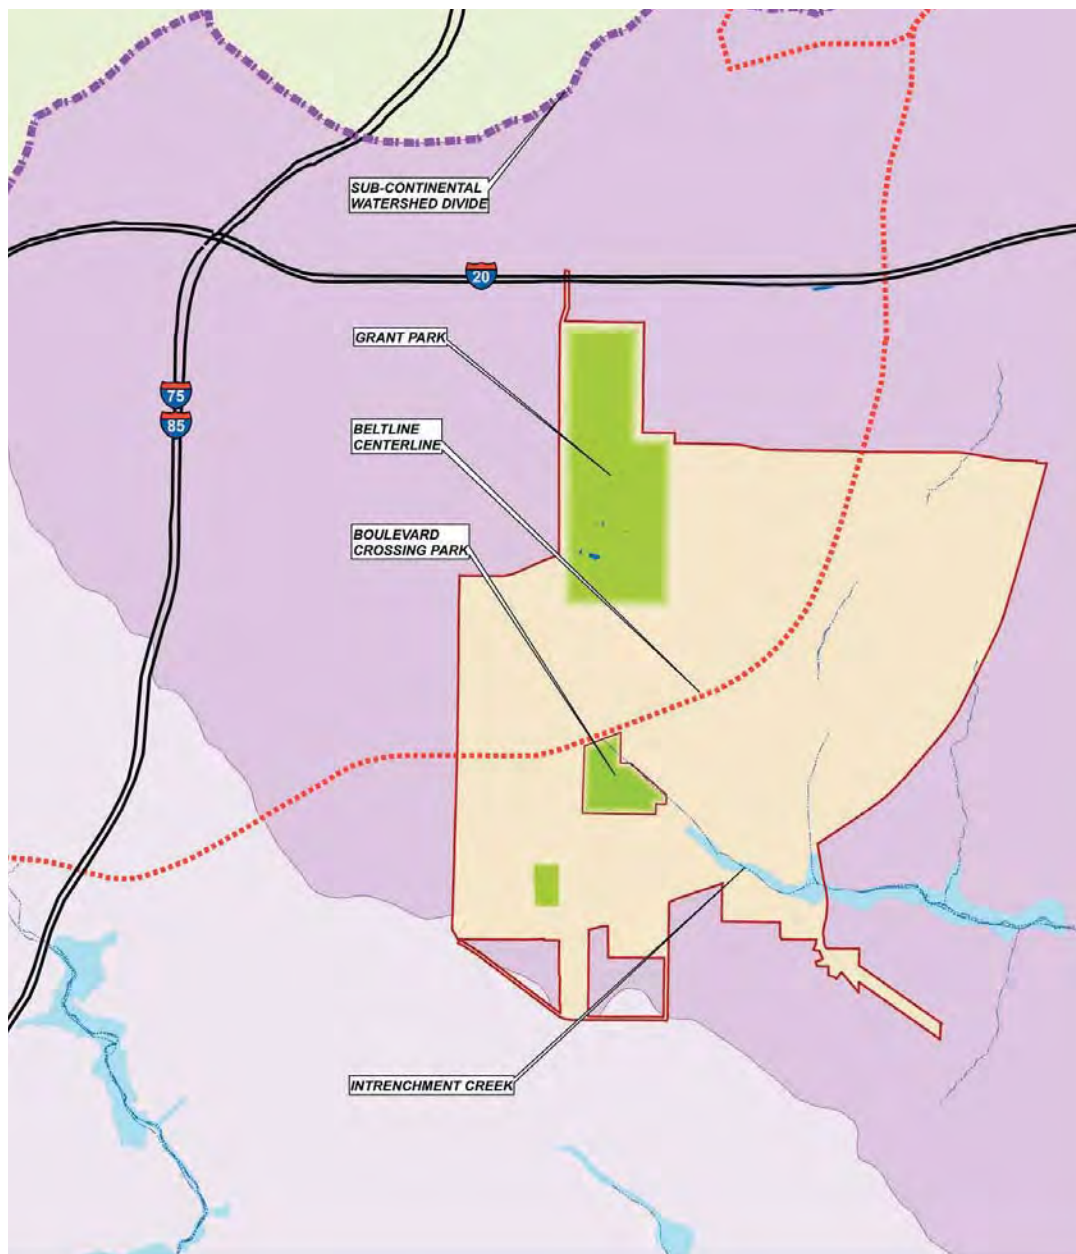 SUB-CONTINENTAL
WATERSHED DIVIDE
20
GRANT PARK
75
85
BELTLINE
CENTERLINE
BOULEVARD
CROSSING PARK
INTRENCHMENT CREEK